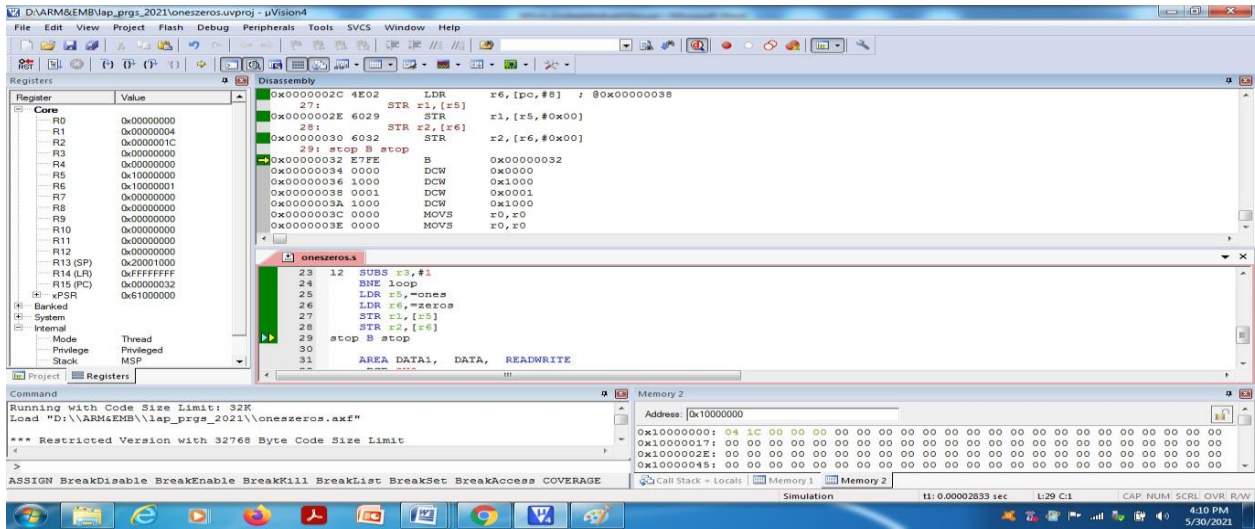 D:\ARM&EMB\lap_prgs_2021\oneszeros.uvproj - µVision4
File Edit View Project Flash Debug Peripherals Tools SVCS Window Help
Registers
Register Value
Core
R0 0x00000000
R1 0x00000004
R2 0x0000001C
R3 0x00000000
R4 0x00000000
R5 0x10000000
R6 0x10000001
R7 0x00000000
R8 0x00000000
R9 0x00000000
R10 0x00000000
R11 0x00000000
R12 0x00000000
R13 (SP) 0x20001000
R14 (LR) 0xFFFFFFFF
R15 (PC) 0x00000032
xPSR 0x61000000
Banked
System
Internal
Mode Thread
Privilege Privileged
Stack MSP
Project Registers
Disassembly
0x0000002C 4E02 LDR r6,[pc,#8] ; @0x00000038
27: STR r1,[r5]
0x0000002E 6029 STR r1,[r5,#0x00]
28: STR r2,[r6]
0x00000030 6032 STR r2,[r6,#0x00]
29: stop B stop
0x00000032 E7FE B 0x00000032
0x00000034 0000 DCW 0x0000
0x00000036 1000 DCW 0x1000
0x00000038 0001 DCW 0x0001
0x0000003A 1000 DCW 0x1000
0x0000003C 0000 MOVS r0,r0
0x0000003E 0000 MOVS r0,r0
oneszeros.s
23 l2 SUBS r3,#1
24 BNE loop
25 LDR r5,=ones
26 LDR r6,=zeros
27 STR r1,[r5]
28 STR r2,[r6]
29 stop B stop
30
31 AREA DATA1, DATA, READWRITE
Command
Running with Code Size Limit: 32K
Load "D:\\ARM&EMB\\lap_prgs_2021\\oneszeros.axf"
*** Restricted Version with 32768 Byte Code Size Limit
>
ASSIGN BreakDisable BreakEnable BreakKill BreakList BreakSet BreakAccess COVERAGE
Memory 2
Address: 0x10000000
0x10000000: 04 1C 00 00 00 00 00 00 00 00 00 00 00 00 00 00 00 00 00 00 00 00 00
0x10000017: 00 00 00 00 00 00 00 00 00 00 00 00 00 00 00 00 00 00 00 00 00 00 00
0x1000002E: 00 00 00 00 00 00 00 00 00 00 00 00 00 00 00 00 00 00 00 00 00 00 00
0x10000045: 00 00 00 00 00 00 00 00 00 00 00 00 00 00 00 00 00 00 00 00 00 00 00
Call Stack + Locals Memory 1 Memory 2
Simulation t1: 0.00002833 sec L:29 C:1 CAP NUM SCRL OVR R/W
4:10 PM
5/30/2021